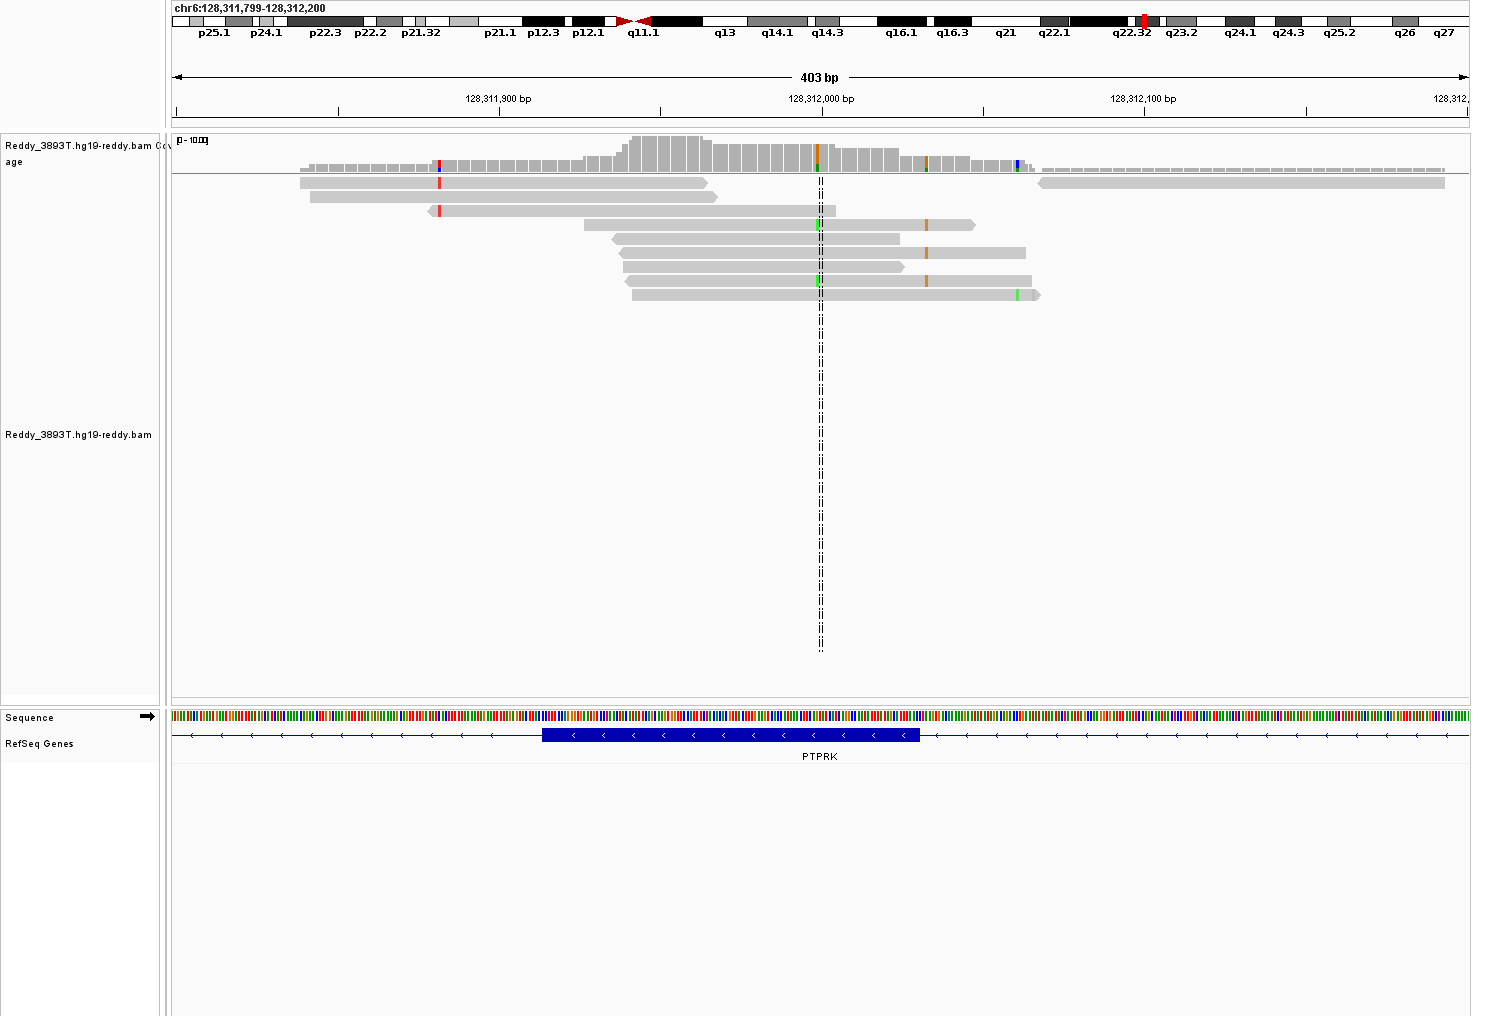 chr6:128,311,799-128,312,200
p25.1 p24.1 p22.3 p22.2 p21.32 p21.1 p12.3 p12.1 q11.1 q13 q14.1 q14.3 q16.1 q16.3 q21 q22.1 q22.32 q23.2 q24.1 q24.3 q25.2 q26 q27
403 bp
128,311,900 bp 128,312,000 bp 128,312,100 bp 128,312,
Reddy_3893T.hg19-reddy.bam Cov
age
[0 - 10.00]
Reddy_3893T.hg19-reddy.bam
Sequence
RefSeq Genes
PTPRK